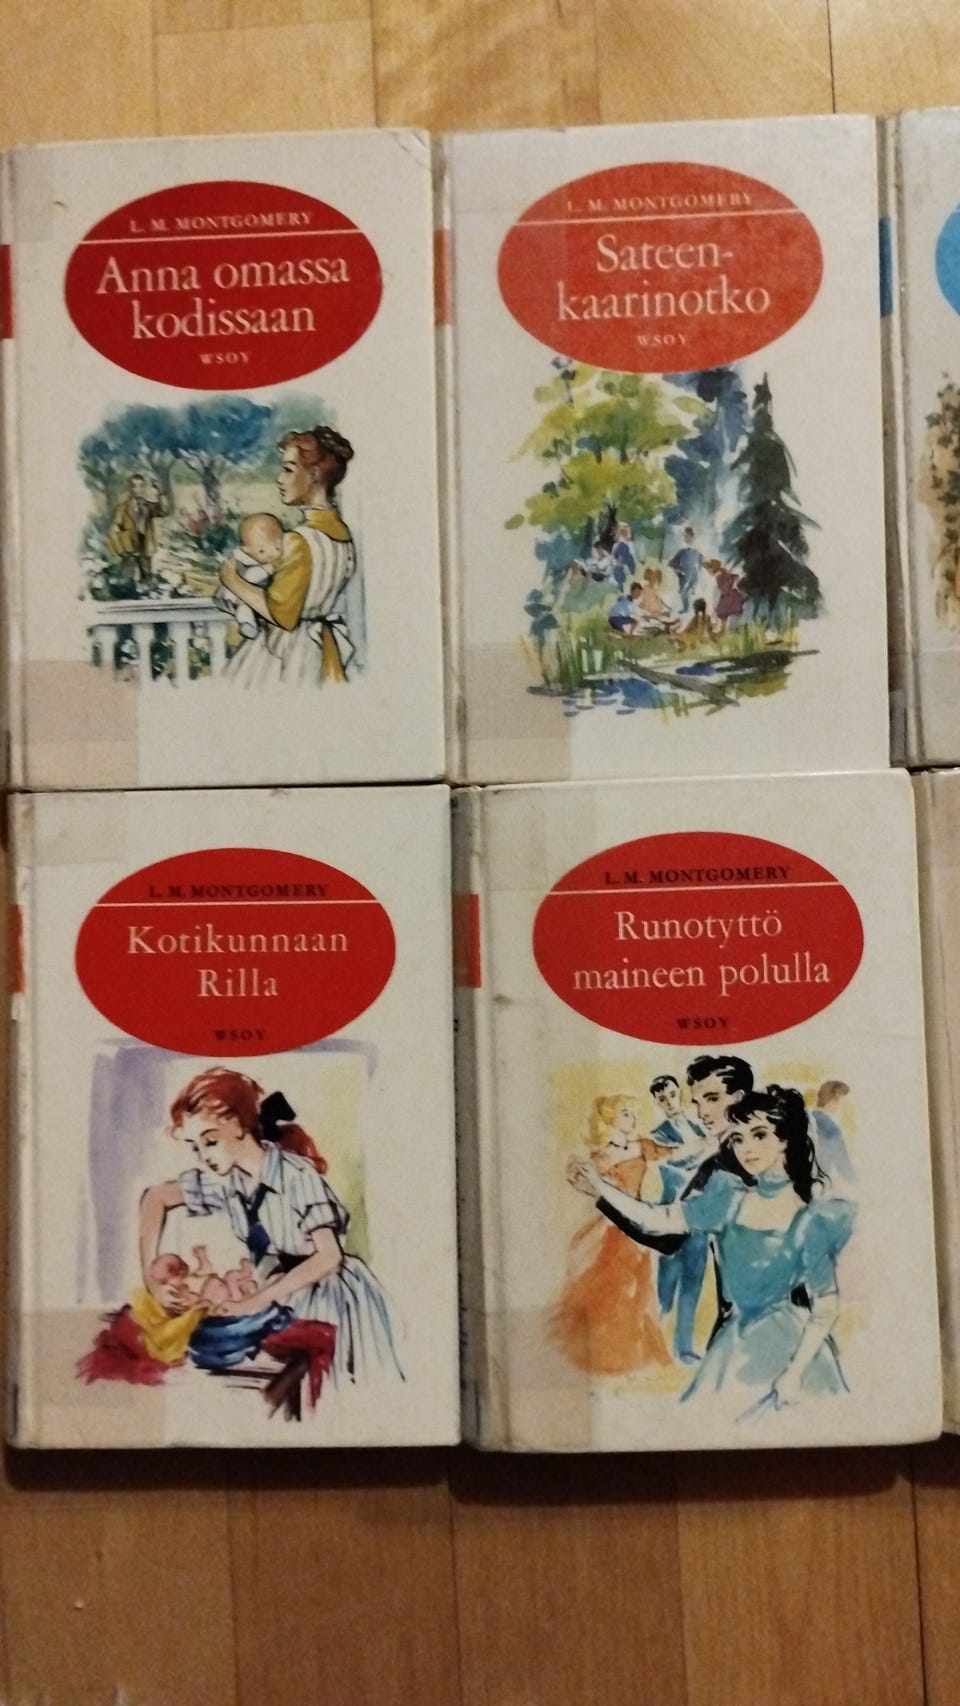 L. M. MONTGOMERY
Anna omassa
kodissaan
WSOY
L. M. MONTGOMERY
Sateen-
kaarinotko
WSOY
L. M. MONTGOMERY
Kotikunnaan
Rilla
WSOY
L. M. MONTGOMERY
Runotyttö
maineen polulla
WSOY